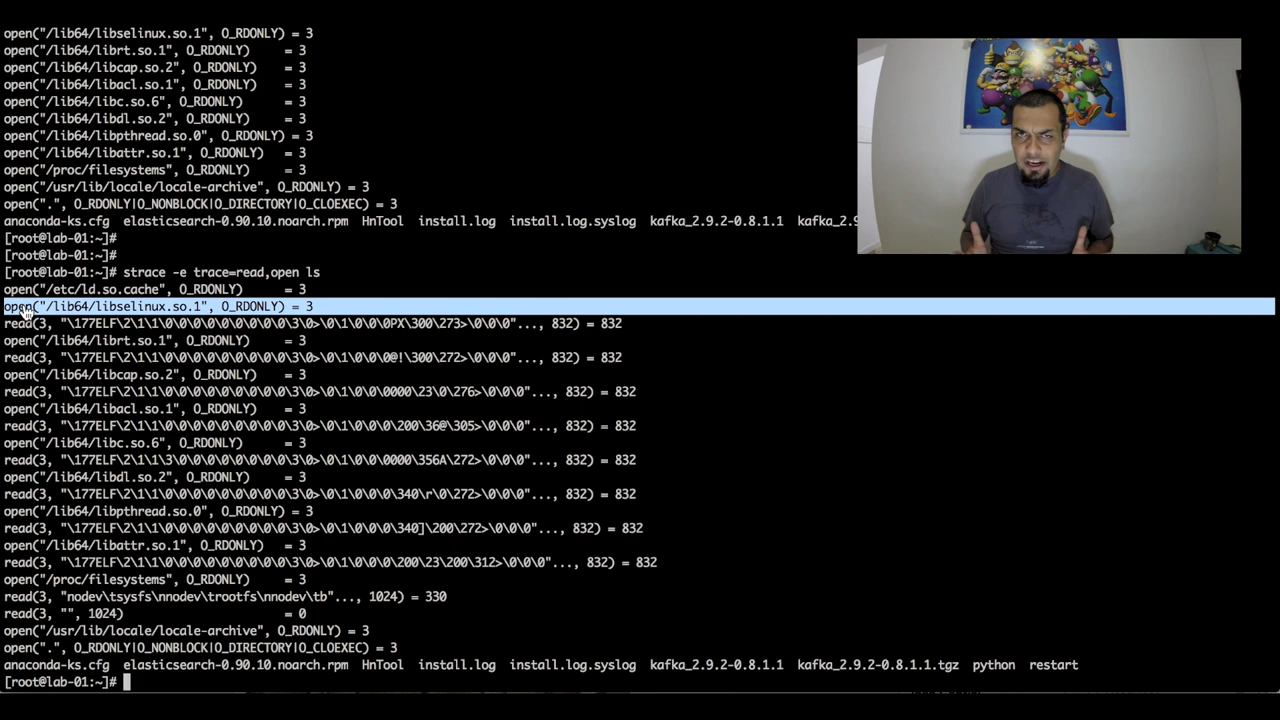 open("/lib64/libselinux.so.1", O_RDONLY) = 3
open("/lib64/librt.so.1", O_RDONLY)    = 3
open("/lib64/libcap.so.2", O_RDONLY)   = 3
open("/lib64/libacl.so.1", O_RDONLY)   = 3
open("/lib64/libc.so.6", O_RDONLY)     = 3
open("/lib64/libdl.so.2", O_RDONLY)    = 3
open("/lib64/libpthread.so.0", O_RDONLY) = 3
open("/lib64/libattr.so.1", O_RDONLY)  = 3
open("/proc/filesystems", O_RDONLY)    = 3
open("/usr/lib/locale/locale-archive", O_RDONLY) = 3
open(".", O_RDONLY|O_NONBLOCK|O_DIRECTORY|O_CLOEXEC) = 3
anaconda-ks.cfg  elasticsearch-0.90.10.noarch.rpm  HnTool  install.log  install.log.syslog  kafka_2.9.2-0.8.1.1  kafka_2.9
[root@lab-01:~]#
[root@lab-01:~]#
[root@lab-01:~]# strace -e trace=read,open ls
open("/etc/ld.so.cache", O_RDONLY)     = 3
open("/lib64/libselinux.so.1", O_RDONLY) = 3
read(3, "\177ELF\2\1\1\0\0\0\0\0\0\0\0\0\3\0>\0\1\0\0\0PX\300\273>\0\0\0"..., 832) = 832
open("/lib64/librt.so.1", O_RDONLY)    = 3
read(3, "\177ELF\2\1\1\0\0\0\0\0\0\0\0\0\3\0>\0\1\0\0\0@!\300\272>\0\0\0"..., 832) = 832
open("/lib64/libcap.so.2", O_RDONLY)   = 3
read(3, "\177ELF\2\1\1\0\0\0\0\0\0\0\0\0\3\0>\0\1\0\0\0000\23\0\276>\0\0\0"..., 832) = 832
open("/lib64/libacl.so.1", O_RDONLY)   = 3
read(3, "\177ELF\2\1\1\0\0\0\0\0\0\0\0\0\3\0>\0\1\0\0\0\200\36@\305>\0\0\0"..., 832) = 832
open("/lib64/libc.so.6", O_RDONLY)     = 3
read(3, "\177ELF\2\1\1\3\0\0\0\0\0\0\0\0\3\0>\0\1\0\0\0000\356A\272>\0\0\0"..., 832) = 832
open("/lib64/libdl.so.2", O_RDONLY)    = 3
read(3, "\177ELF\2\1\1\0\0\0\0\0\0\0\0\0\3\0>\0\1\0\0\0\340\r\0\272>\0\0\0"..., 832) = 832
open("/lib64/libpthread.so.0", O_RDONLY) = 3
read(3, "\177ELF\2\1\1\0\0\0\0\0\0\0\0\0\3\0>\0\1\0\0\0\340]\200\272>\0\0\0"..., 832) = 832
open("/lib64/libattr.so.1", O_RDONLY)  = 3
read(3, "\177ELF\2\1\1\0\0\0\0\0\0\0\0\0\3\0>\0\1\0\0\0\200\23\200\312>\0\0\0"..., 832) = 832
open("/proc/filesystems", O_RDONLY)    = 3
read(3, "nodev\tsysfs\nnodev\trootfs\nnodev\tb"..., 1024) = 330
read(3, "", 1024)                      = 0
open("/usr/lib/locale/locale-archive", O_RDONLY) = 3
open(".", O_RDONLY|O_NONBLOCK|O_DIRECTORY|O_CLOEXEC) = 3
anaconda-ks.cfg  elasticsearch-0.90.10.noarch.rpm  HnTool  install.log  install.log.syslog  kafka_2.9.2-0.8.1.1  kafka_2.9.2-0.8.1.1.tgz  python  restart
[root@lab-01:~]#